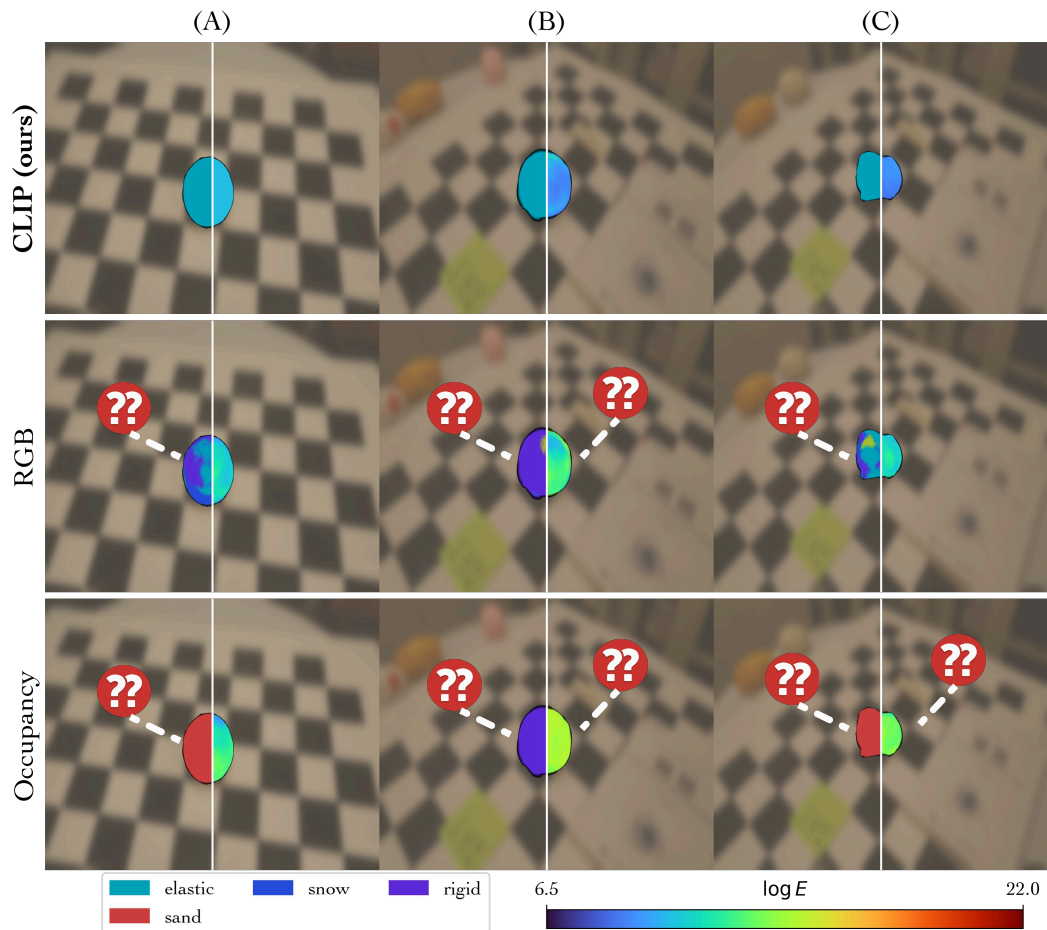 (A) (B) (C)
CLIP (ours)
RGB
??
??
??
??
Occupancy
??
??
??
??
??
elastic snow rigid
sand
6.5 log E 22.0